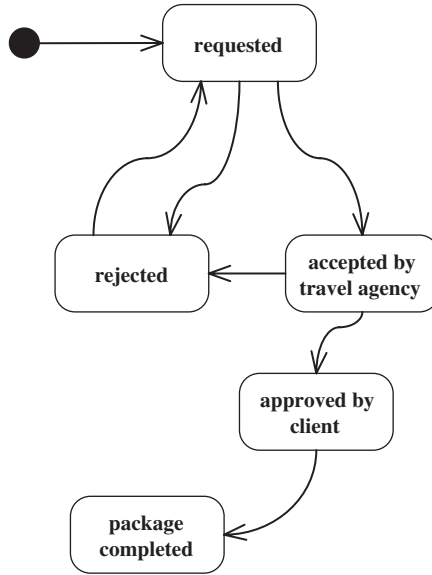 requested
rejected
accepted by
travel agency
approved by
client
package
completed